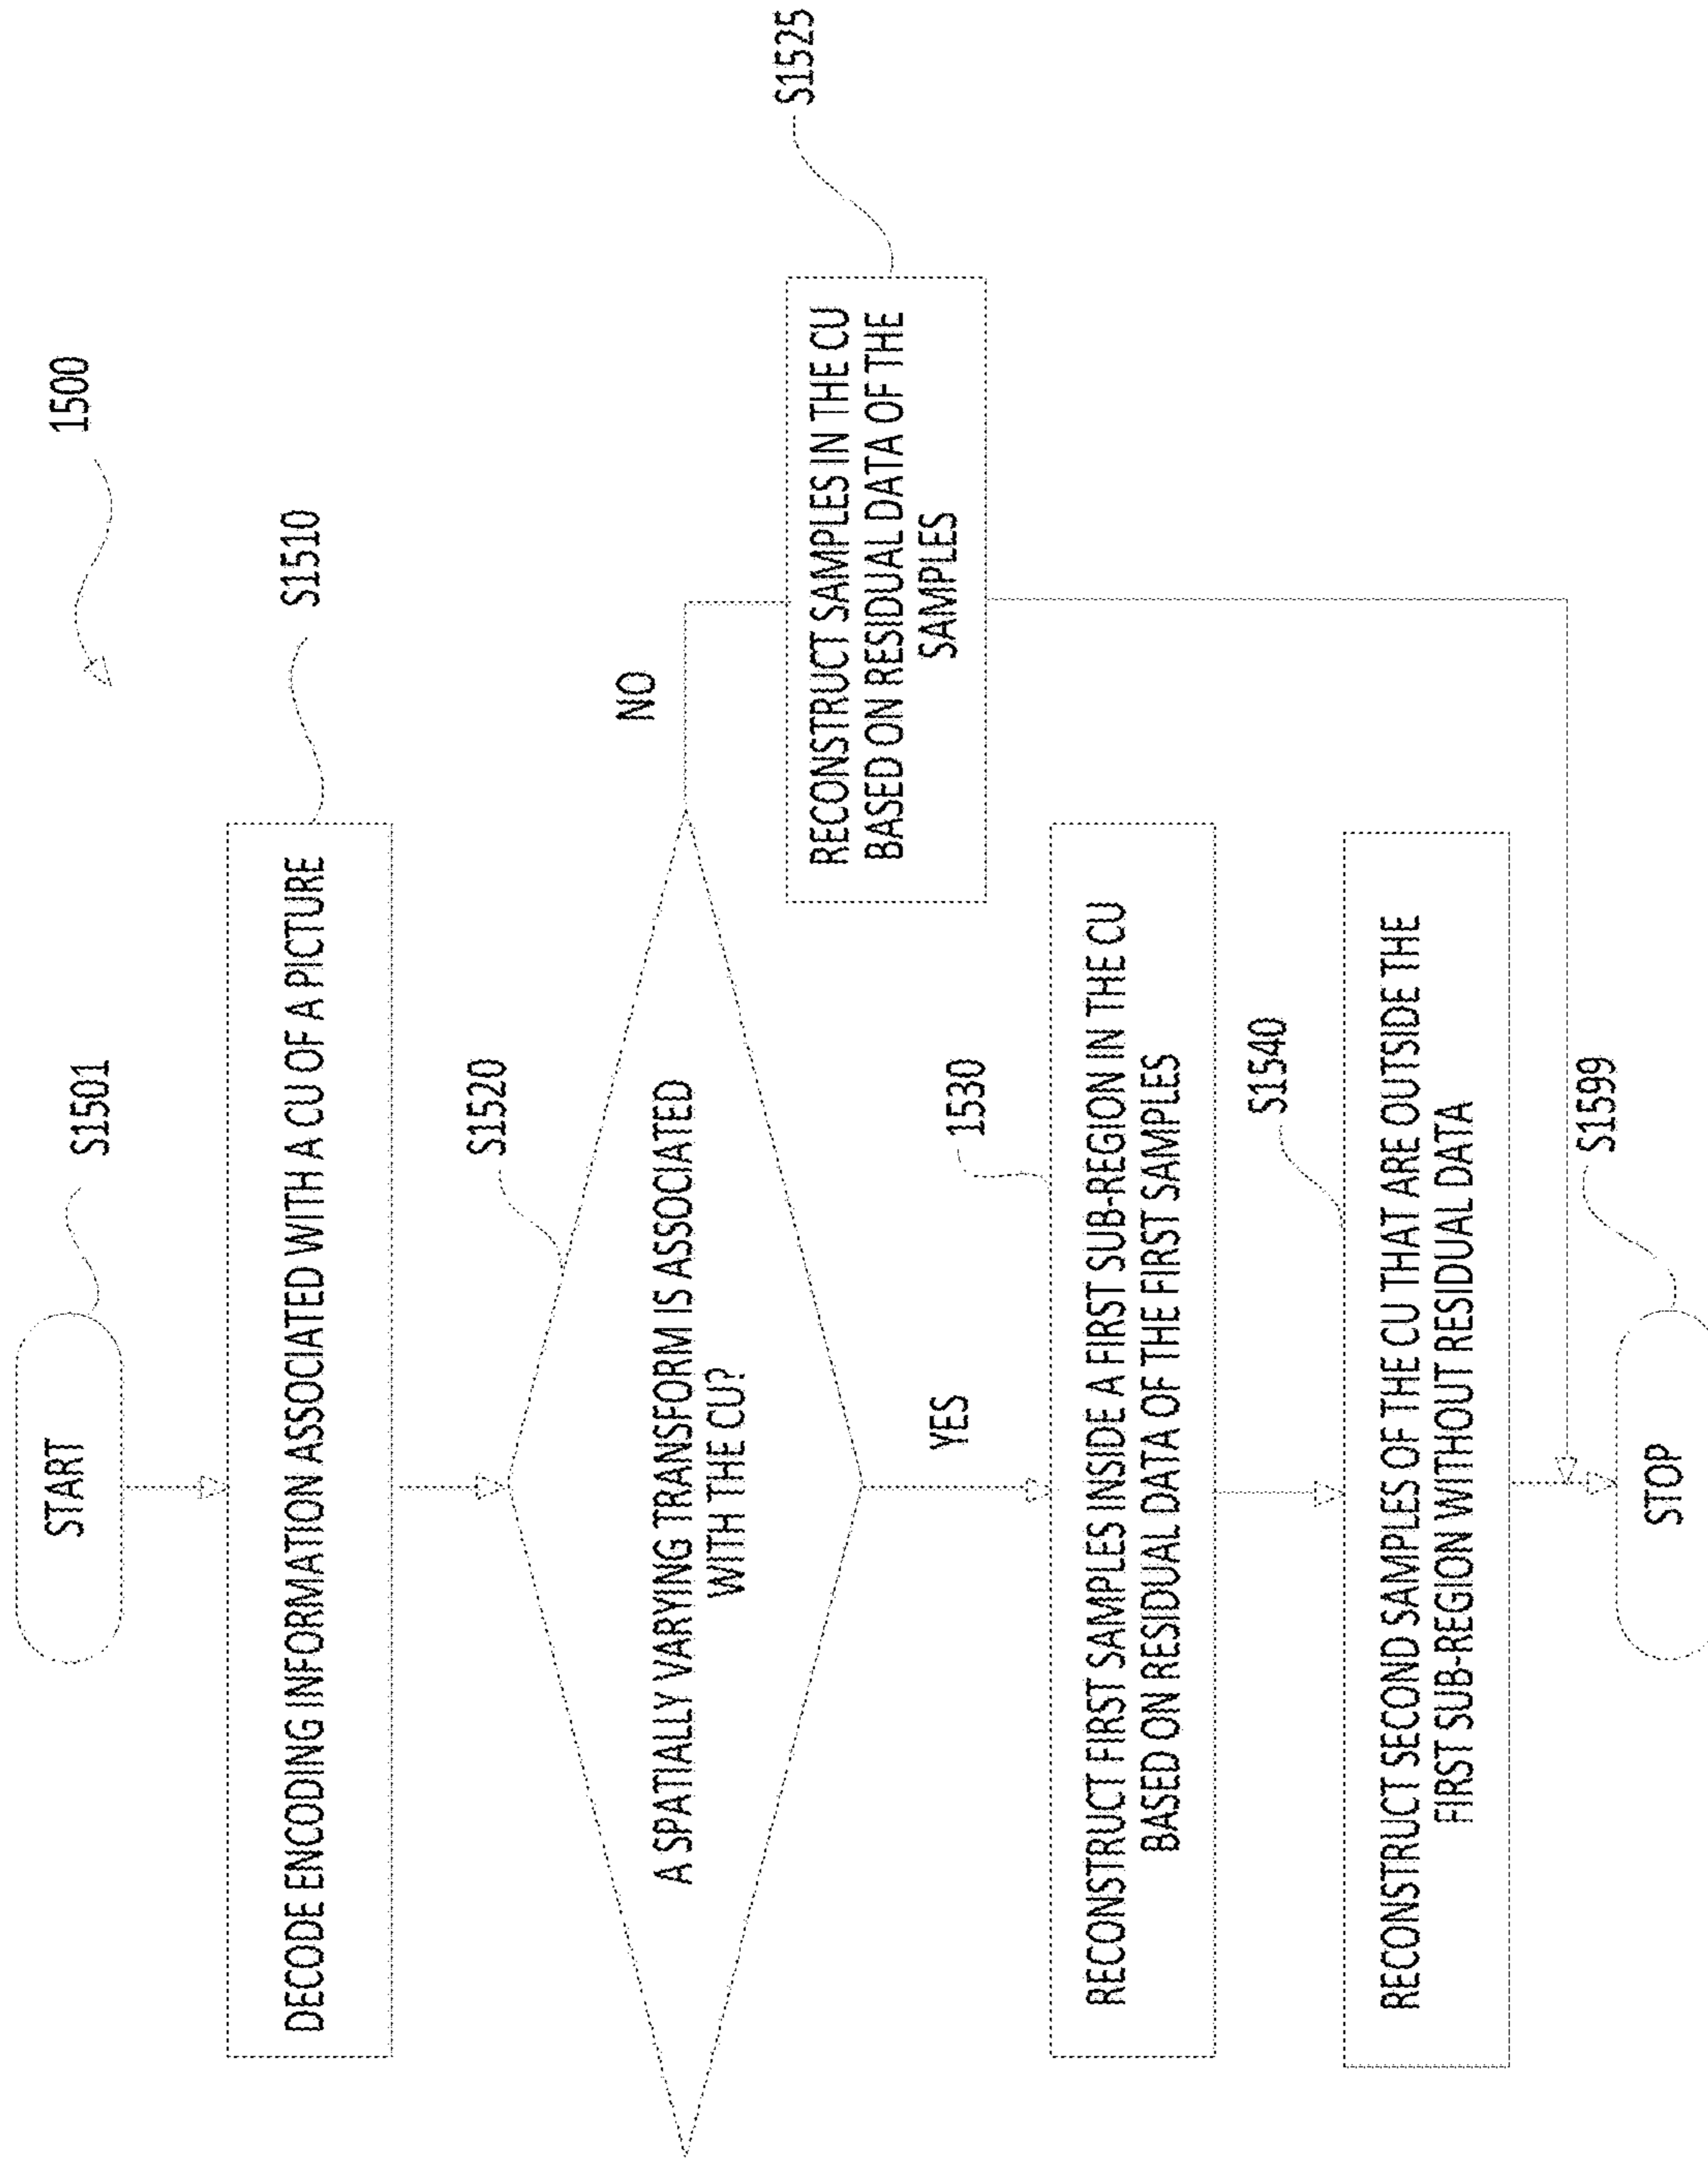 1500
START
S1501
DECODE ENCODING INFORMATION ASSOCIATED WITH A CU OF A PICTURE
S1510
S1520
A SPATIALLY VARYING TRANSFORM IS ASSOCIATED
WITH THE CU?
NO
S1525
RECONSTRUCT SAMPLES IN THE CU
BASED ON RESIDUAL DATA OF THE
SAMPLES
YES
1530
RECONSTRUCT FIRST SAMPLES INSIDE A FIRST SUB-REGION IN THE CU
BASED ON RESIDUAL DATA OF THE FIRST SAMPLES
S1540
RECONSTRUCT SECOND SAMPLES OF THE CU THAT ARE OUTSIDE THE
FIRST SUB-REGION WITHOUT RESIDUAL DATA
S1599
STOP